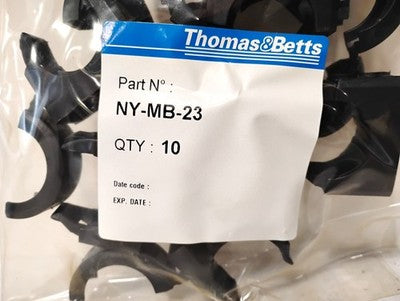 Thomas&Betts
Part N° :
NY-MB-23
QTY : 10
Date code :
EXP. DATE :